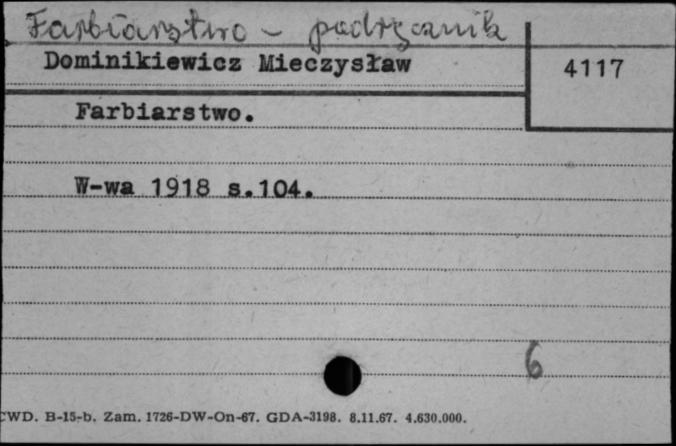 Farbiarstwo - podręcznik
Dominikiewicz Mieczysław
4117
Farbiarstwo.
W-wa 1918 s.104.
6
CWD. B-15-b. Zam. 1726-DW-On-67. GDA-3198. 8.11.67. 4.630.000.